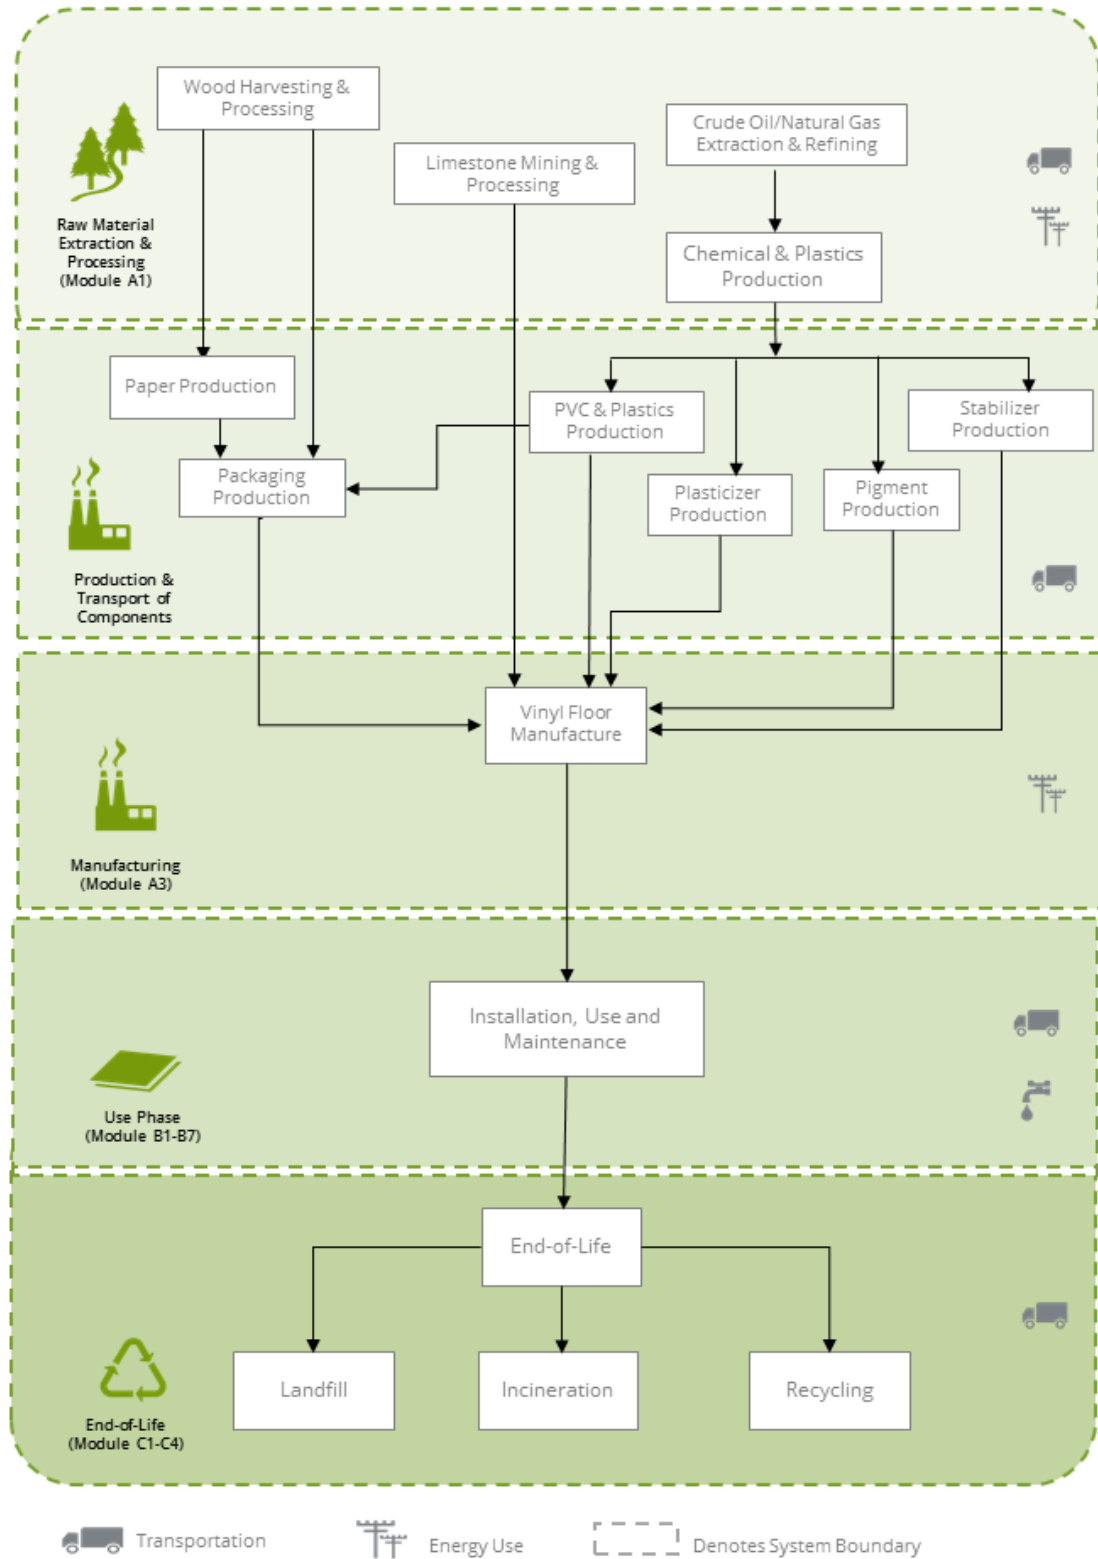 Wood Harvesting &
Processing
Crude Oil/Natural Gas
Extraction & Refining
Limestone Mining &
Processing
Raw Material
Extraction &
Processing
(Module A1)
Chemical & Plastics
Production
Paper Production
PVC & Plastics
Production
Stabilizer
Production
Packaging
Production
Plasticizer
Production
Pigment
Production
Production &
Transport of
Components
Vinyl Floor
Manufacture
Manufacturing
(Module A3)
Installation, Use and
Maintenance
Use Phase
(Module B1-B7)
End-of-Life
Landfill
Incineration
Recycling
End-of-Life
(Module C1-C4)
Transportation
Energy Use
Denotes System Boundary